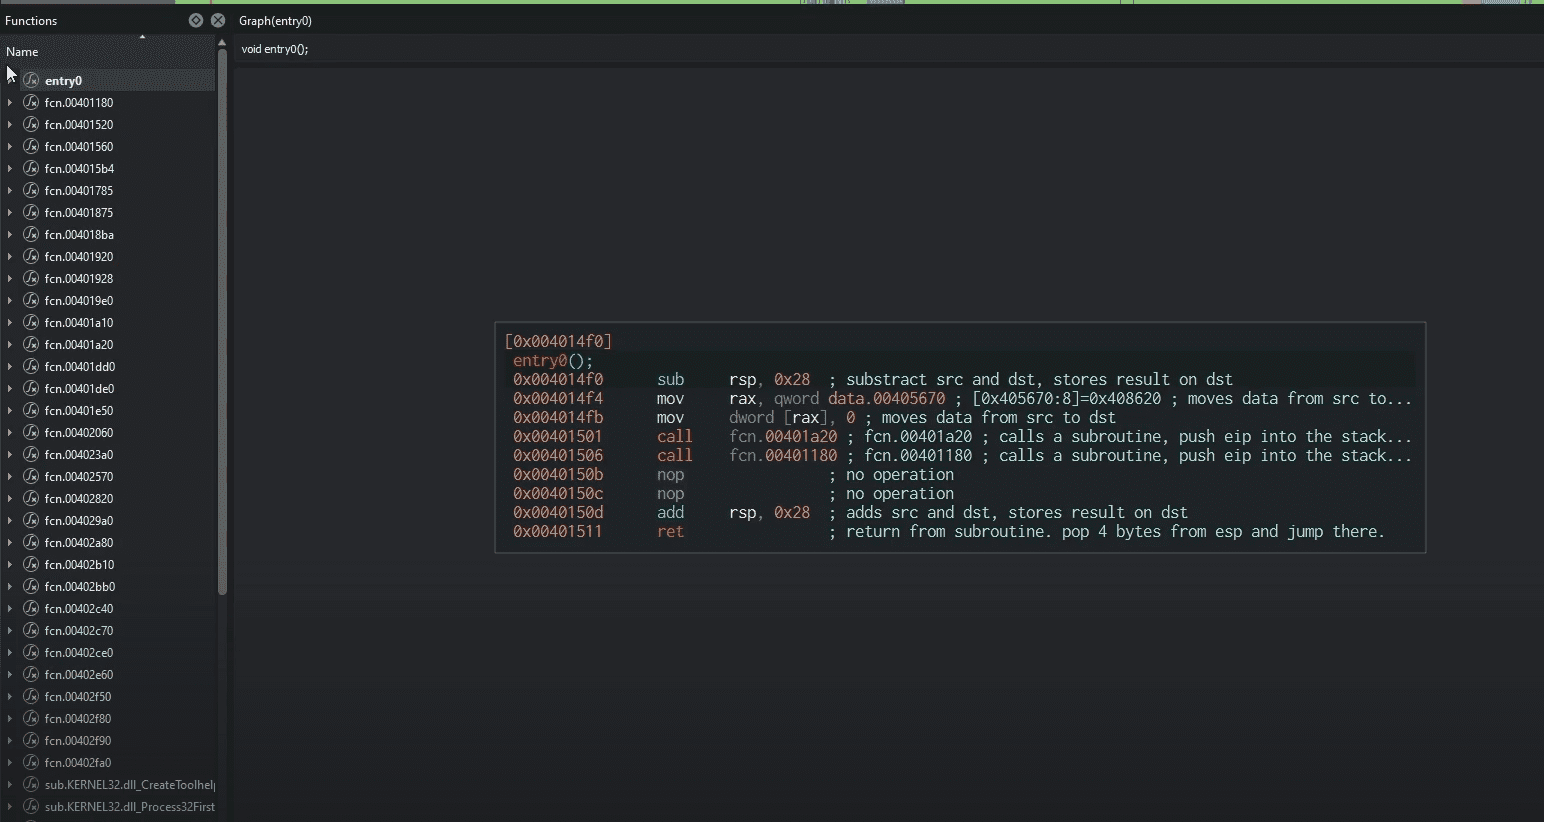 Functions
Graph(entry0)
Name
void entry0();
entry0
fcn.00401180
fcn.00401520
fcn.00401560
fcn.004015b4
fcn.00401785
fcn.00401875
fcn.004018ba
fcn.00401920
fcn.00401928
fcn.004019e0
fcn.00401a10
fcn.00401a20
fcn.00401dd0
fcn.00401de0
fcn.00401e50
fcn.00402060
fcn.004023a0
fcn.00402570
fcn.00402820
fcn.004029a0
fcn.00402a80
fcn.00402b10
fcn.00402bb0
fcn.00402c40
fcn.00402c70
fcn.00402ce0
fcn.00402e60
fcn.00402f50
fcn.00402f80
fcn.00402f90
fcn.00402fa0
sub.KERNEL32.dll_CreateToolhelp
sub.KERNEL32.dll_Process32First
[0x004014f0]
entry0();
0x004014f0 sub rsp, 0x28 ; substract src and dst, stores result on dst
0x004014f4 mov rax, qword data.00405670 ; [0x405670:8]=0x408620 ; moves data from src to...
0x004014fb mov dword [rax], 0 ; moves data from src to dst
0x00401501 call fcn.00401a20 ; fcn.00401a20 ; calls a subroutine, push eip into the stack...
0x00401506 call fcn.00401180 ; fcn.00401180 ; calls a subroutine, push eip into the stack...
0x0040150b nop ; no operation
0x0040150c nop ; no operation
0x0040150d add rsp, 0x28 ; adds src and dst, stores result on dst
0x00401511 ret ; return from subroutine. pop 4 bytes from esp and jump there.